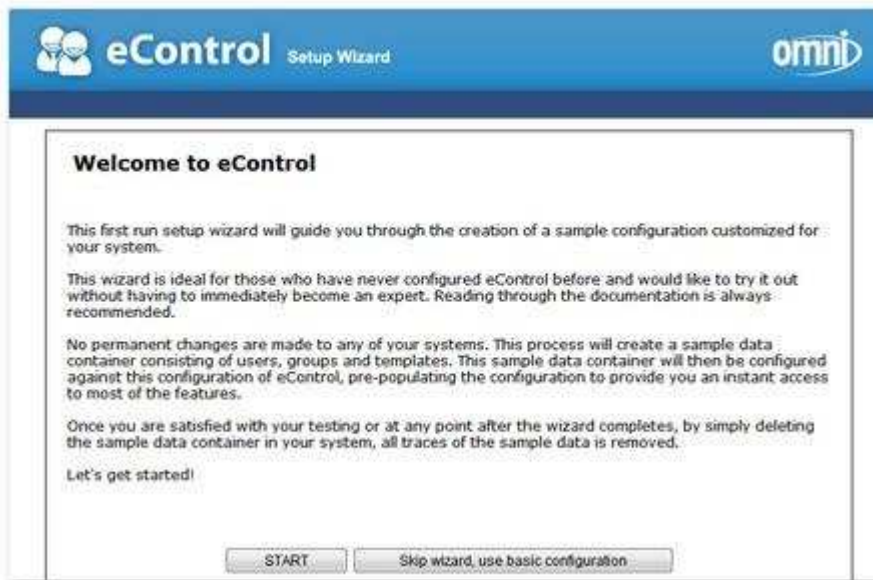 eControl Setup Wizard
omni
Welcome to eControl
This first run setup wizard will guide you through the creation of a sample configuration customized for
your system.
This wizard is ideal for those who have never configured eControl before and would like to try it out
without having to immediately become an expert. Reading through the documentation is always
recommended.
No permanent changes are made to any of your systems. This process will create a sample data
container consisting of users, groups and templates. This sample data container will then be configured
against this configuration of eControl, pre-populating the configuration to provide you an instant access
to most of the features.
Once you are satisfied with your testing or at any point after the wizard completes, by simply deleting
the sample data container in your system, all traces of the sample data is removed.
Let's get started!
START
Skip wizard, use basic configuration